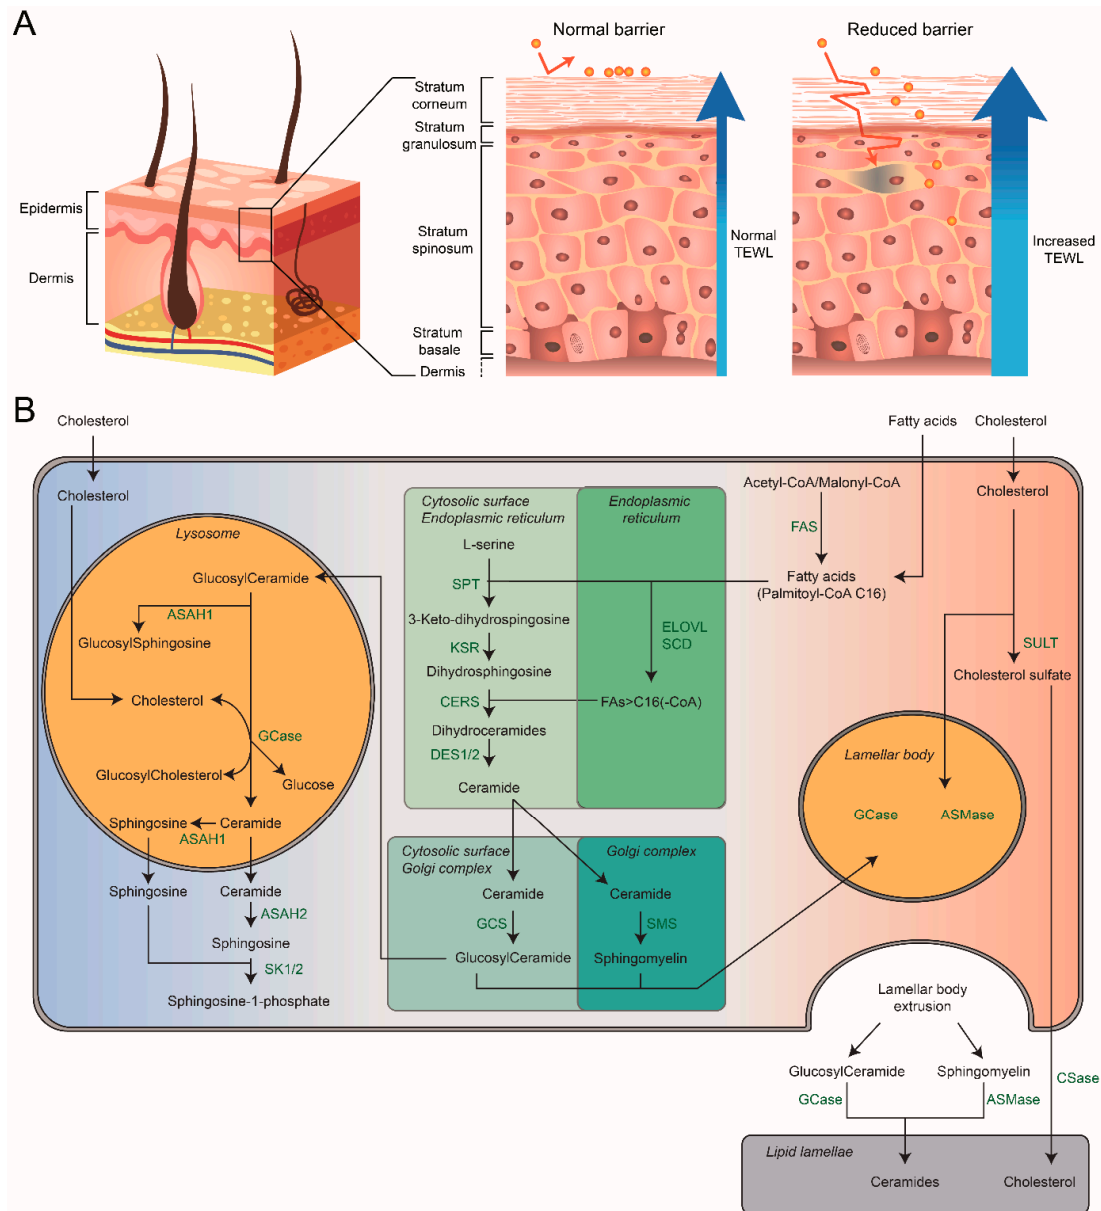 A
Normal barrier
Reduced barrier
Stratum
corneum
Stratum
granulosum
Epidermis
Stratum
spinosum
Normal
TEWL
Increased
TEWL
Dermis
Stratum
basale
Dermis
B
Cholesterol
Fatty acids
Cholesterol
Cholesterol
Lysosome
GlucosylCeramide
ASAH1
GlucosylSphingosine
Cholesterol
GCase
GlucosylCholesterol
Glucose
Sphingosine
Ceramide
ASAH1
Sphingosine
Ceramide
ASAH2
Sphingosine
SK1/2
Sphingosine-1-phosphate
Cytosolic surface
Endoplasmic reticulum
L-serine
SPT
3-Keto-dihydrospingosine
KSR
Dihydrosphingosine
CERS
Dihydroceramides
DES1/2
Ceramide
Endoplasmic
reticulum
ELOVL
SCD
FAs>C16(-CoA)
Cytosolic surface
Golgi complex
Ceramide
GCS
GlucosylCeramide
Golgi complex
Ceramide
SMS
Sphingomyelin
Acetyl-CoA/Malonyl-CoA
FAS
Fatty acids
(Palmitoyl-CoA C16)
Cholesterol
SULT
Cholesterol sulfate
Lamellar body
GCase
ASMase
Lamellar body
extrusion
GlucosylCeramide
Sphingomyelin
GCase
ASMase
CSase
Lipid lamellae
Ceramides
Cholesterol